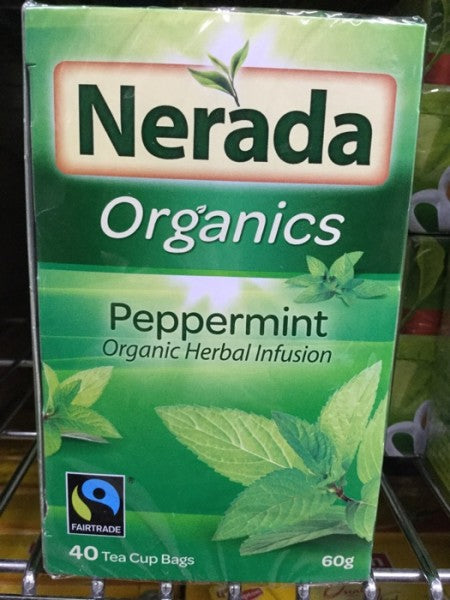 Nerada
Organics
Peppermint
Organic Herbal Infusion
FAIRTRADE
40 Tea Cup Bags 60g